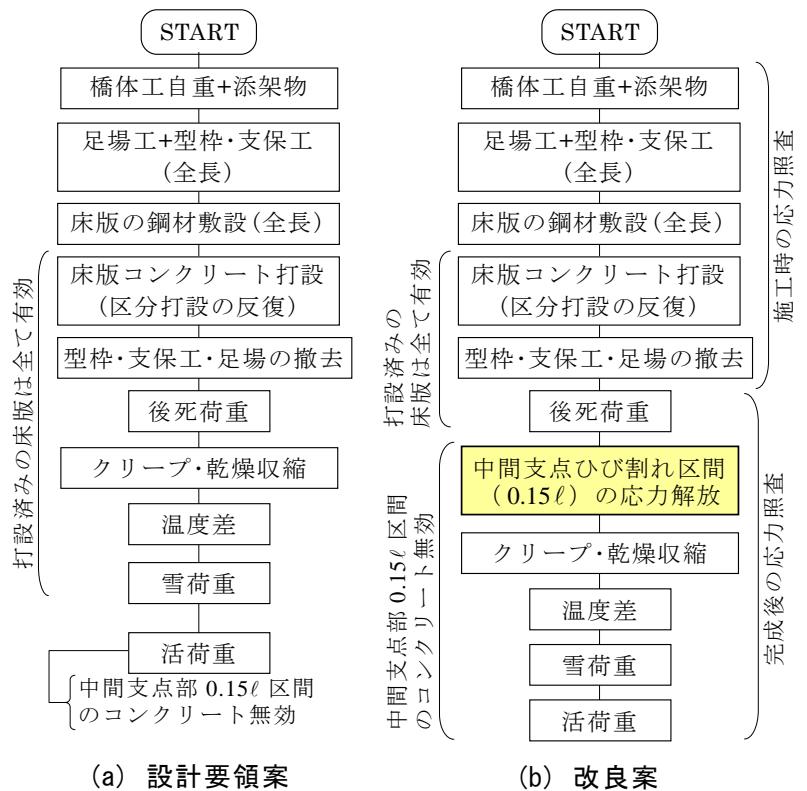 START
橋体工自重+添架物
足場工+型枠・支保工
(全長)
床版の鋼材敷設(全長)
床版コンクリート打設
(区分打設の反復)
型枠・支保工・足場の撤去
後死荷重
クリープ・乾燥収縮
温度差
雪荷重
活荷重
中間支点部 0.15ℓ 区間
のコンクリート無効
打設済みの床版は全て有効
(a) 設計要領案
START
橋体工自重+添架物
足場工+型枠・支保工
(全長)
床版の鋼材敷設(全長)
床版コンクリート打設
(区分打設の反復)
型枠・支保工・足場の撤去
後死荷重
中間支点ひび割れ区間
(0.15ℓ)の応力解放
クリープ・乾燥収縮
温度差
雪荷重
活荷重
打設済みの
床版は全て有効
中間支点部 0.15ℓ 区間
のコンクリート無効
施工時の応力照査
完成後の応力照査
(b) 改良案